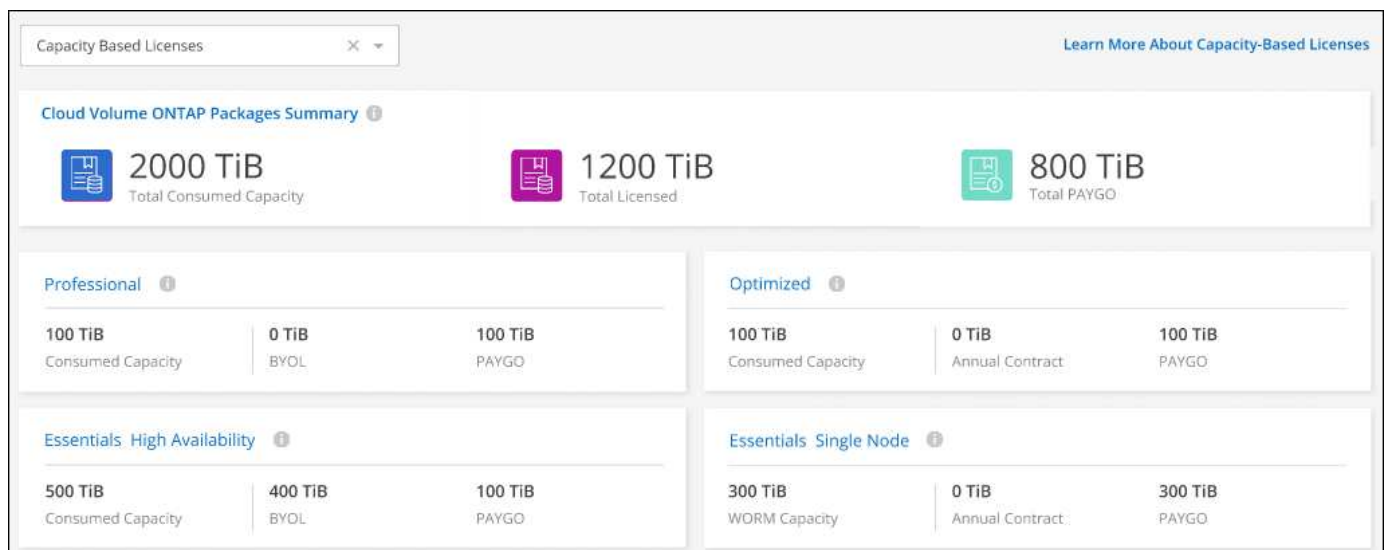 Capacity Based Licenses
Learn More About Capacity-Based Licenses
Cloud Volume ONTAP Packages Summary
2000 TiB
Total Consumed Capacity
1200 TiB
Total Licensed
800 TiB
Total PAYGO
Professional
100 TiB
Consumed Capacity
0 TiB
BYOL
100 TiB
PAYGO
Optimized
100 TiB
Consumed Capacity
0 TiB
Annual Contract
100 TiB
PAYGO
Essentials High Availability
500 TiB
Consumed Capacity
400 TiB
BYOL
100 TiB
PAYGO
Essentials Single Node
300 TiB
WORM Capacity
0 TiB
Annual Contract
300 TiB
PAYGO